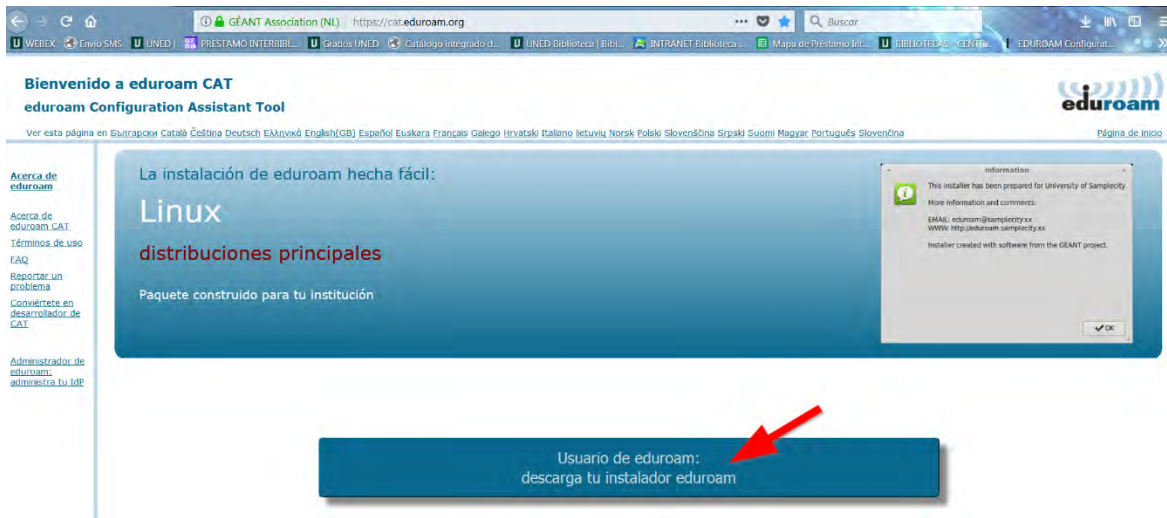 GÉANT Association (NL) https://cat.eduroam.org Buscar
WEBEX Envio SMS UNED | PRESTAMO INTERBIBL... Grados UNED Catálogo integrado d... UNED Biblioteca | Bibl... INTRANET Biblioteca ... Mapa de Préstamo Int... BIBLIOTECAS EDUROAM Configurat...
Bienvenido a eduroam CAT
eduroam Configuration Assistant Tool
eduroam
Ver esta página en Български Català Čeština Deutsch Ελληνικά English(GB) Español Euskara Français Galego Hrvatski Italiano lietuvių Norsk Polski Slovenščina Srpski Suomi Magyar Português Slovenčina
Página de inicio
Acerca de
eduroam
Acerca de
eduroam CAT
Términos de uso
FAQ
Reportar un
problema
Conviértete en
desarrollador de
CAT
Administrador de
eduroam:
administra tu IdP
La instalación de eduroam hecha fácil:
Linux
distribuciones principales
Paquete construido para tu institución
Information
This installer has been prepared for University of Samplecity
More information and comments:
EMAIL: eduroam@samplecity.xx
WWW: http://eduroam.samplecity.xx
Installer created with software from the GEANT project.
OK
Usuario de eduroam:
descarga tu instalador eduroam